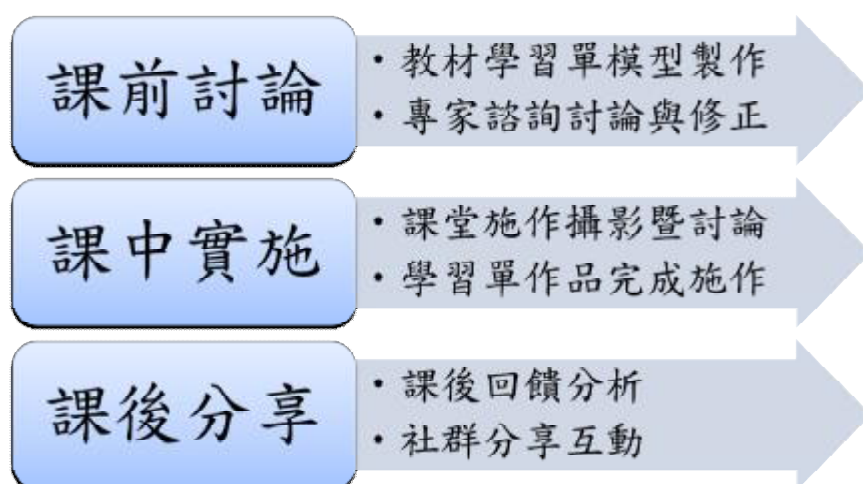 課前討論
・教材學習單模型製作
・專家諮詢討論與修正
課中實施
・課堂施作攝影暨討論
・學習單作品完成施作
課後分享
・課後回饋分析
・社群分享互動